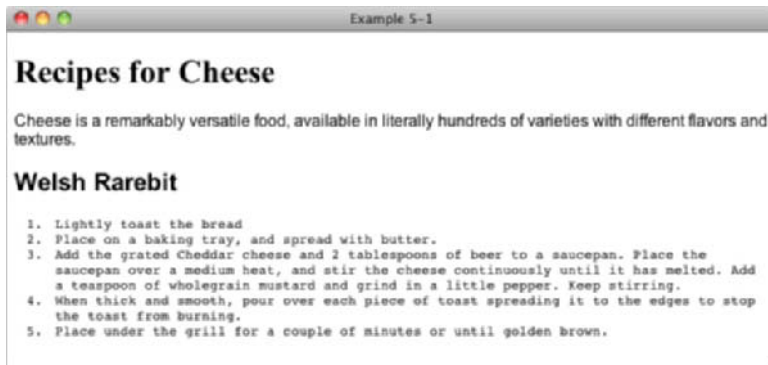 Example 5-1
Recipes for Cheese
Cheese is a remarkably versatile food, available in literally hundreds of varieties with different flavors and
textures.
Welsh Rarebit
1. Lightly toast the bread
2. Place on a baking tray, and spread with butter.
3. Add the grated Cheddar cheese and 2 tablespoons of beer to a saucepan. Place the
saucepan over a medium heat, and stir the cheese continuously until it has melted. Add
a teaspoon of wholegrain mustard and grind in a little pepper. Keep stirring.
4. When thick and smooth, pour over each piece of toast spreading it to the edges to stop
the toast from burning.
5. Place under the grill for a couple of minutes or until golden brown.